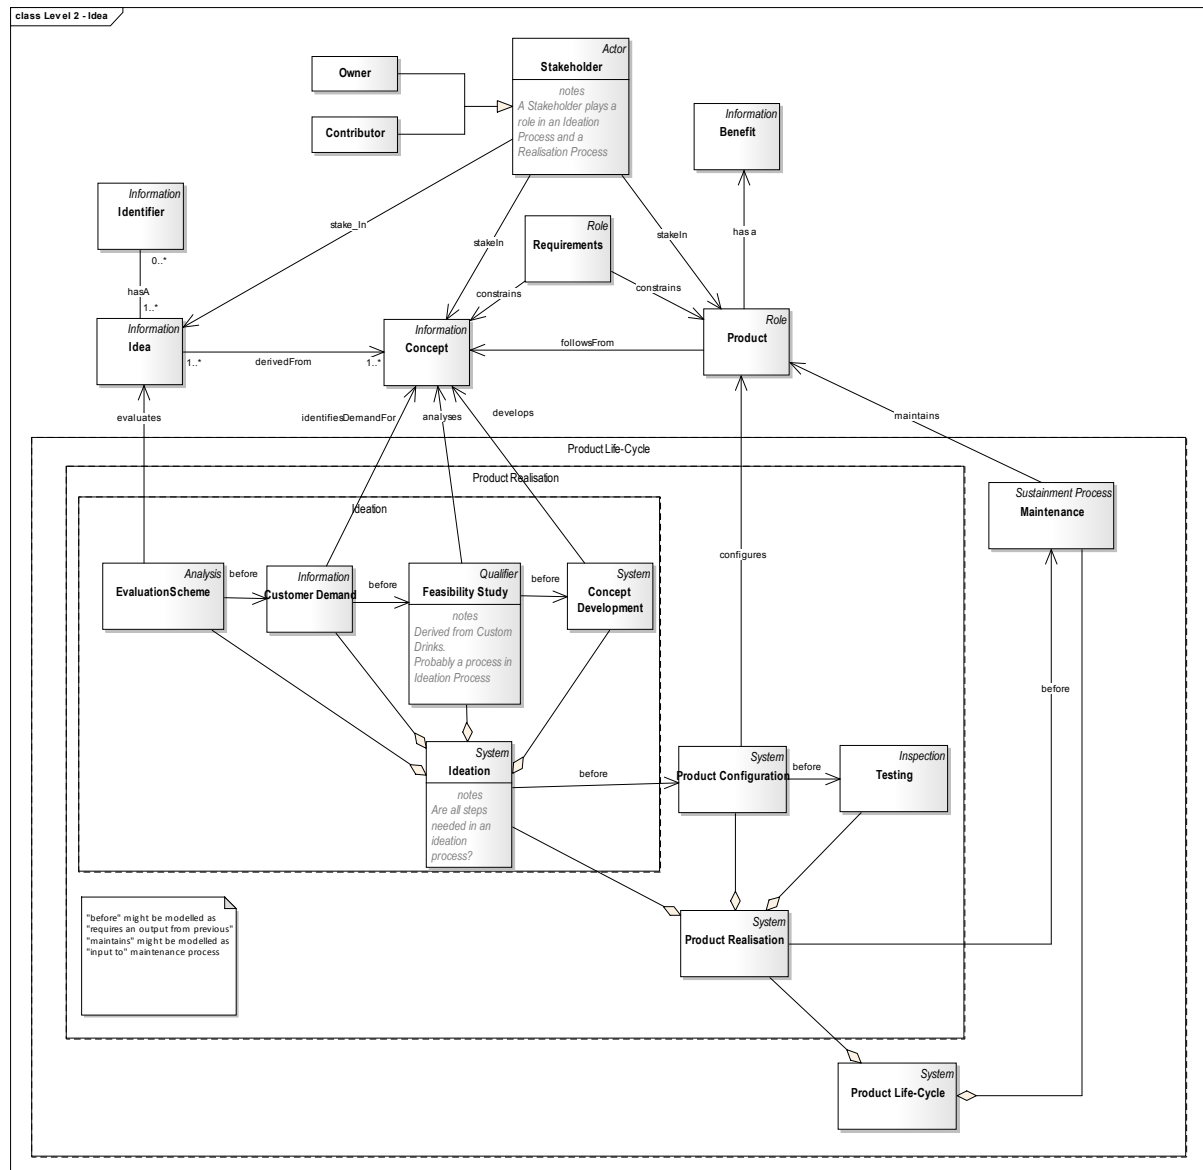 class Level 2 - Idea
Actor
Stakeholder
notes
A Stakeholder plays a
role in an Ideation
Process and a
Realisation Process
Owner
Contributor
Information
Benefit
Information
Identifier
0..*
hasA
1..*
stake_In
stakeIn
stakeIn
has a
Role
Requirements
constrains
constrains
Information
Idea
1..*
derivedFrom
1..*
Information
Concept
followsFrom
Role
Product
evaluates
identifiesDemandFor
analyses
develops
maintains
configures
Product Life-Cycle
Product Realisation
Ideation
Sustainment Process
Maintenance
Analysis
EvaluationScheme
before
Information
Customer Demand
before
Qualifier
Feasibility Study
notes
Derived from Custom
Drinks.
Probably a process in
Ideation Process
before
System
Concept
Development
before
System
Ideation
notes
Are all steps
needed in an
ideation
process?
before
System
Product Configuration
before
Inspection
Testing
"before" might be modelled as
"requires an output from previous"
"maintains" might be modelled as
"input to" maintenance process
System
Product Realisation
System
Product Life-Cycle